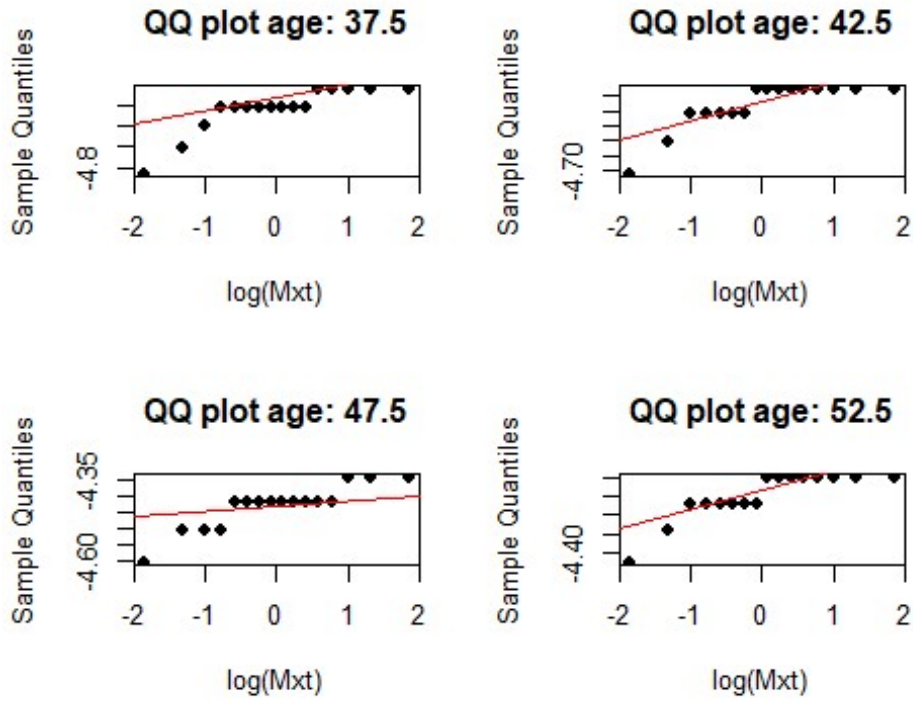 QQ plot age: 37.5
Sample Quantiles
-4.8
-2 -1 0 1 2
log(Mxt)
QQ plot age: 42.5
Sample Quantiles
-4.70
-2 -1 0 1 2
log(Mxt)
QQ plot age: 47.5
Sample Quantiles
-4.35
-4.60
-2 -1 0 1 2
log(Mxt)
QQ plot age: 52.5
Sample Quantiles
-4.40
-2 -1 0 1 2
log(Mxt)